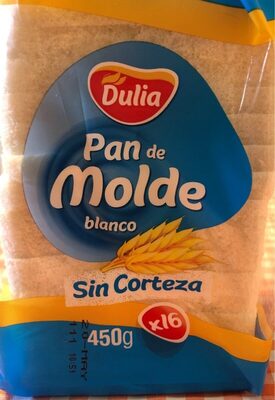 Dulia
Pan de
Molde
blanco
Sin Corteza
450g
x16